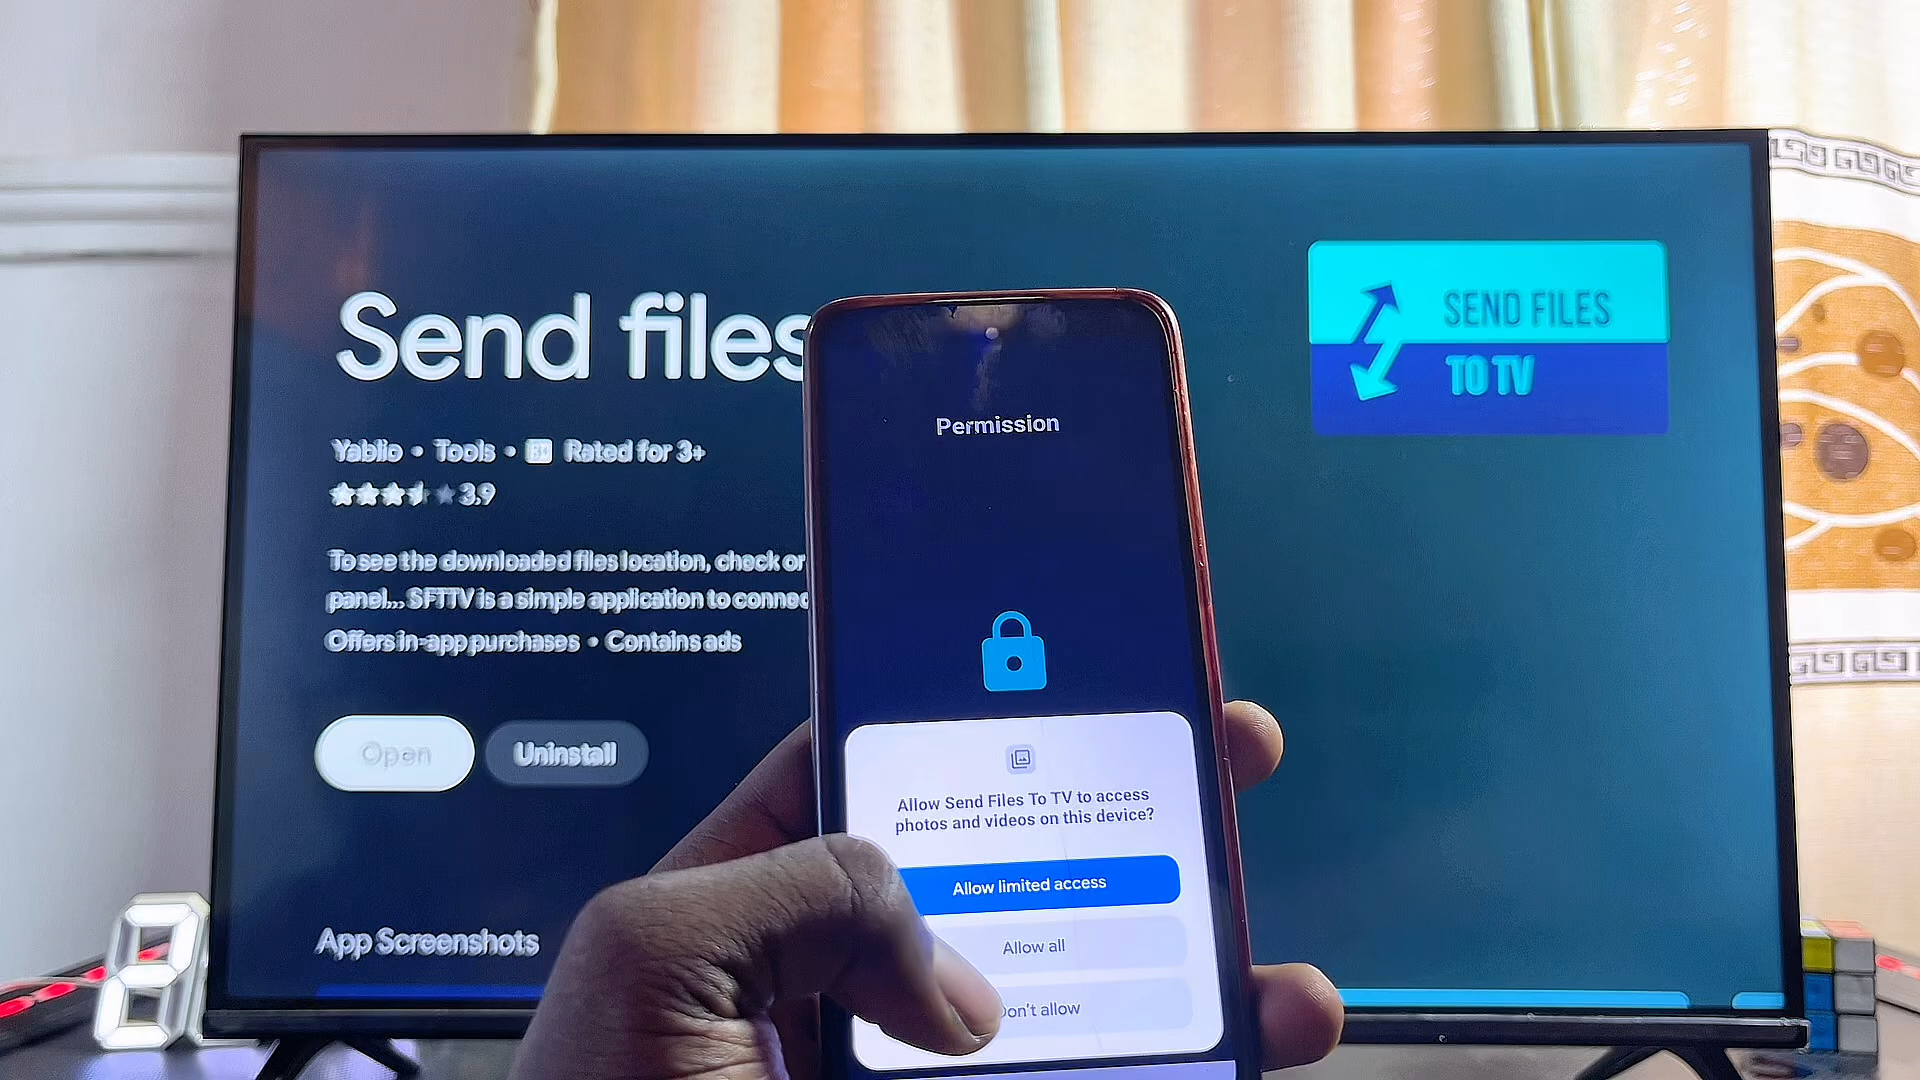 Send files
Yablio • Tools • 3+ Rated for 3+
3.9
To see the downloaded files location, check or
panel... SFTTV is a simple application to connec
Offers in-app purchases • Contains ads
Open
Uninstall
App Screenshots
SEND FILES
TO TV
Permission
Allow Send Files To TV to access
photos and videos on this device?
Allow limited access
Allow all
Don't allow
8